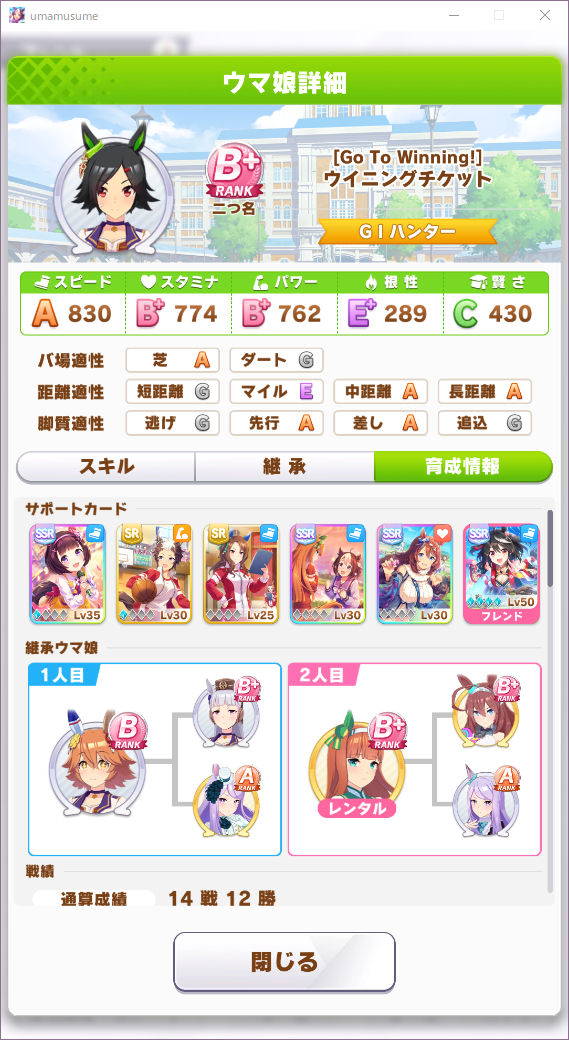 umamusume
ウマ娘詳細
B+
RANK
二つ名
[Go To Winning!]
ウイニングチケット
GⅠハンター
スピード スタミナ パワー 根性 賢さ
A 830 B+ 774 B+ 762 E+ 289 C 430
バ場適性 芝 A ダート G
距離適性 短距離 G マイル E 中距離 A 長距離 A
脚質適性 逃げ G 先行 A 差し A 追込 G
スキル 継承 育成情報
サポートカード
SSR SR SR SSR SSR SSR
Lv35 Lv30 Lv25 Lv30 Lv30 Lv50
フレンド
継承ウマ娘
1人目 2人目
B+ RANK B+ RANK
B RANK B+ RANK
A RANK A RANK
レンタル
戦績
通算成績 14 戦 12 勝
閉じる